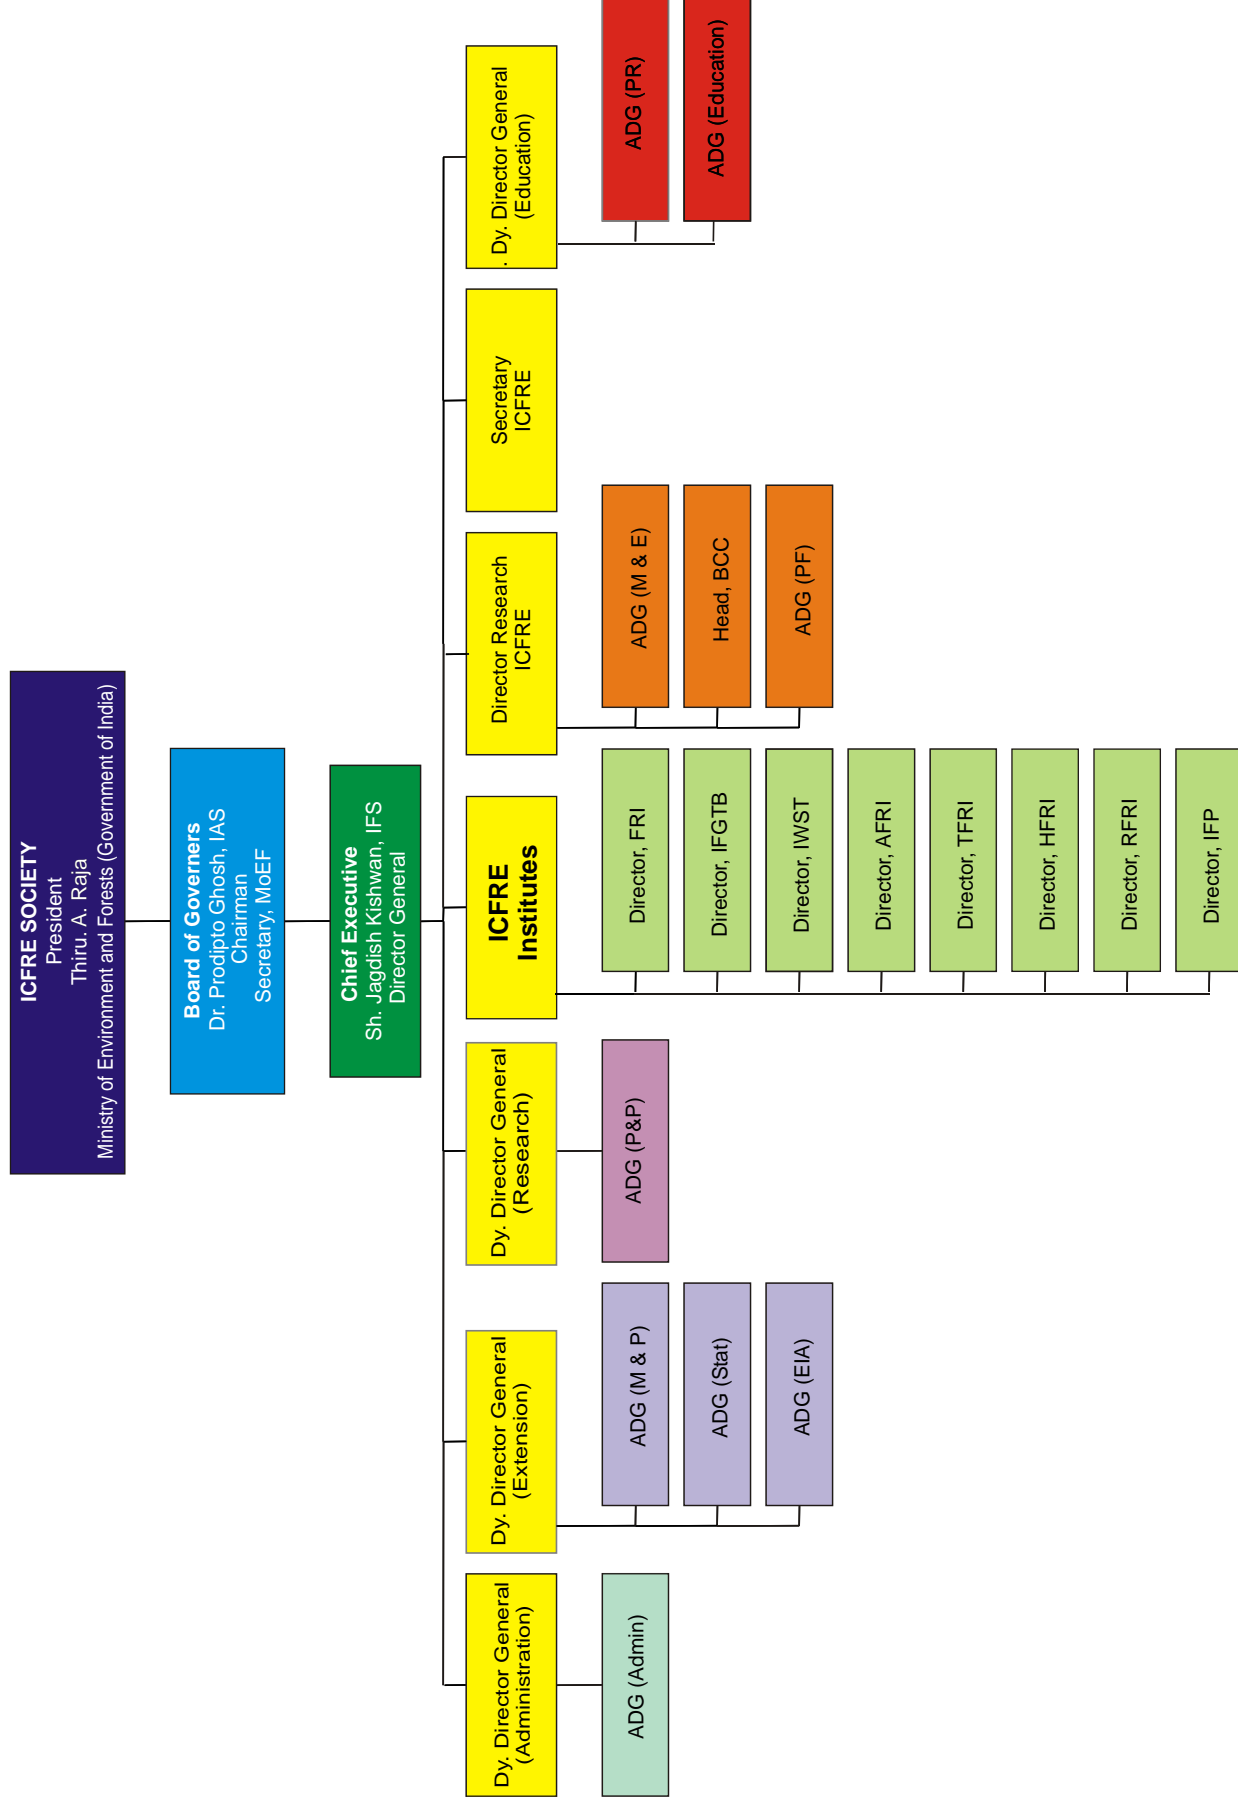 ICFRE SOCIETY
President
Thiru. A. Raja
Ministry of Environment and Forests (Government of India)
Board of Governers
Dr. Prodipto Ghosh, IAS
Chairman
Secretary, MoEF
Chief Executive
Sh. Jagdish Kishwan, IFS
Director General
Dy. Director General
(Administration)
Dy. Director General
(Extension)
Dy. Director General
(Research)
ICFRE
Institutes
Director Research
ICFRE
Secretary
ICFRE
. Dy. Director General
(Education)
ADG (Admin)
ADG (M & P)
ADG (Stat)
ADG (EIA)
ADG (P&P)
Director, FRI
Director, IFGTB
Director, IWST
Director, AFRI
Director, TFRI
Director, HFRI
Director, RFRI
Director, IFP
ADG (M & E)
Head, BCC
ADG (PF)
ADG (PR)
ADG (Education)